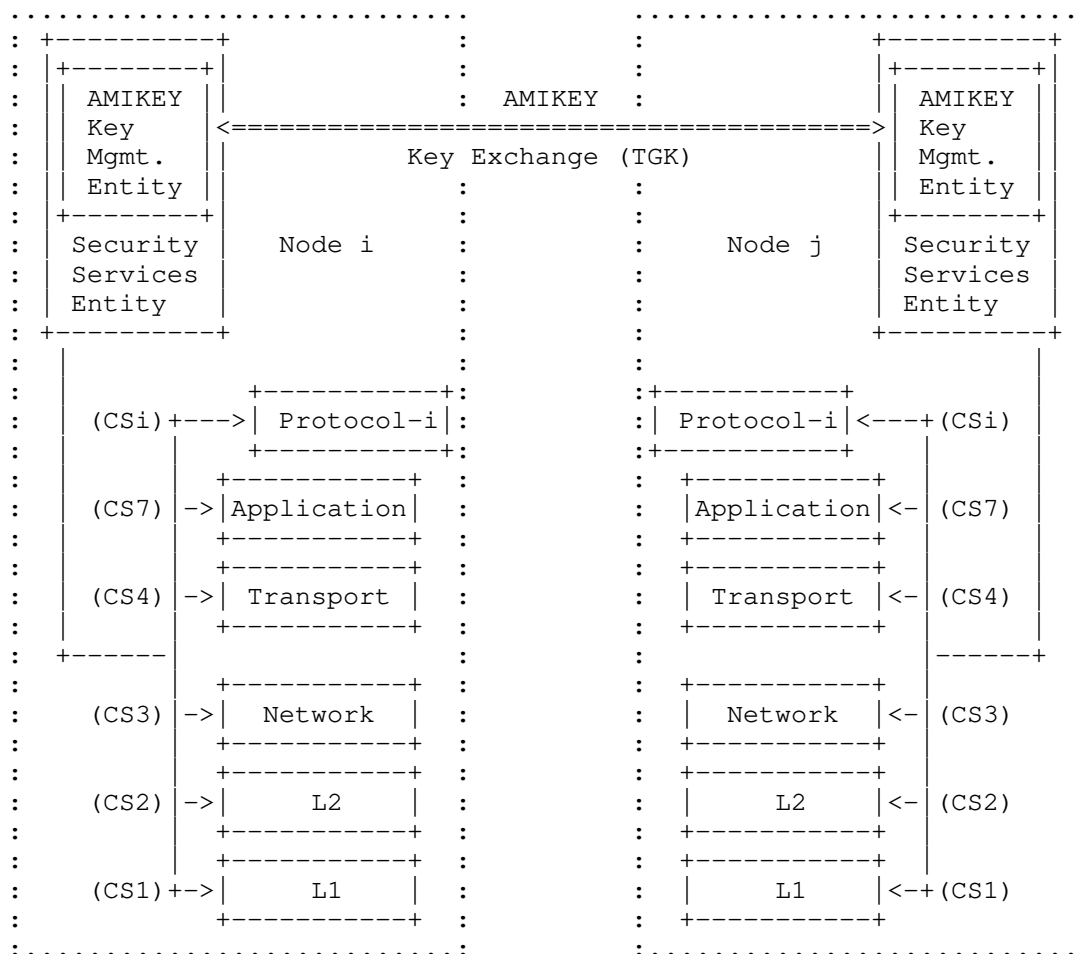 AMIKEY AMIKEY AMIKEY
Key Key
Mgmt. Key Exchange (TGK) Mgmt.
Entity Entity
Security Node i Node j Security
Services Services
Entity Entity
(CSi) Protocol-i Protocol-i (CSi)
(CS7) Application Application (CS7)
(CS4) Transport Transport (CS4)
(CS3) Network Network (CS3)
(CS2) L2 L2 (CS2)
(CS1) L1 L1 (CS1)